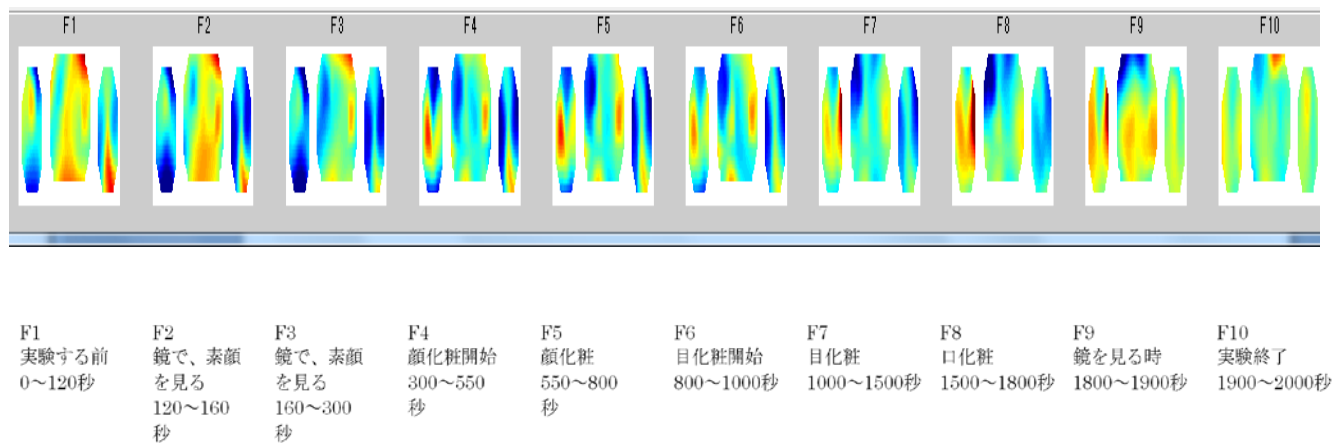 F1 F2 F3 F4 F5 F6 F7 F8 F9 F10
F1
実験する前
0～120秒
F2
鏡で、素顔
を見る
120～160
秒
F3
鏡で、素顔
を見る
160～300
秒
F4
顔化粧開始
300～550
秒
F5
顔化粧
550～800
秒
F6
目化粧開始
800～1000秒
F7
目化粧
1000～1500秒
F8
口化粧
1500～1800秒
F9
鏡を見る時
1800～1900秒
F10
実験終了
1900～2000秒